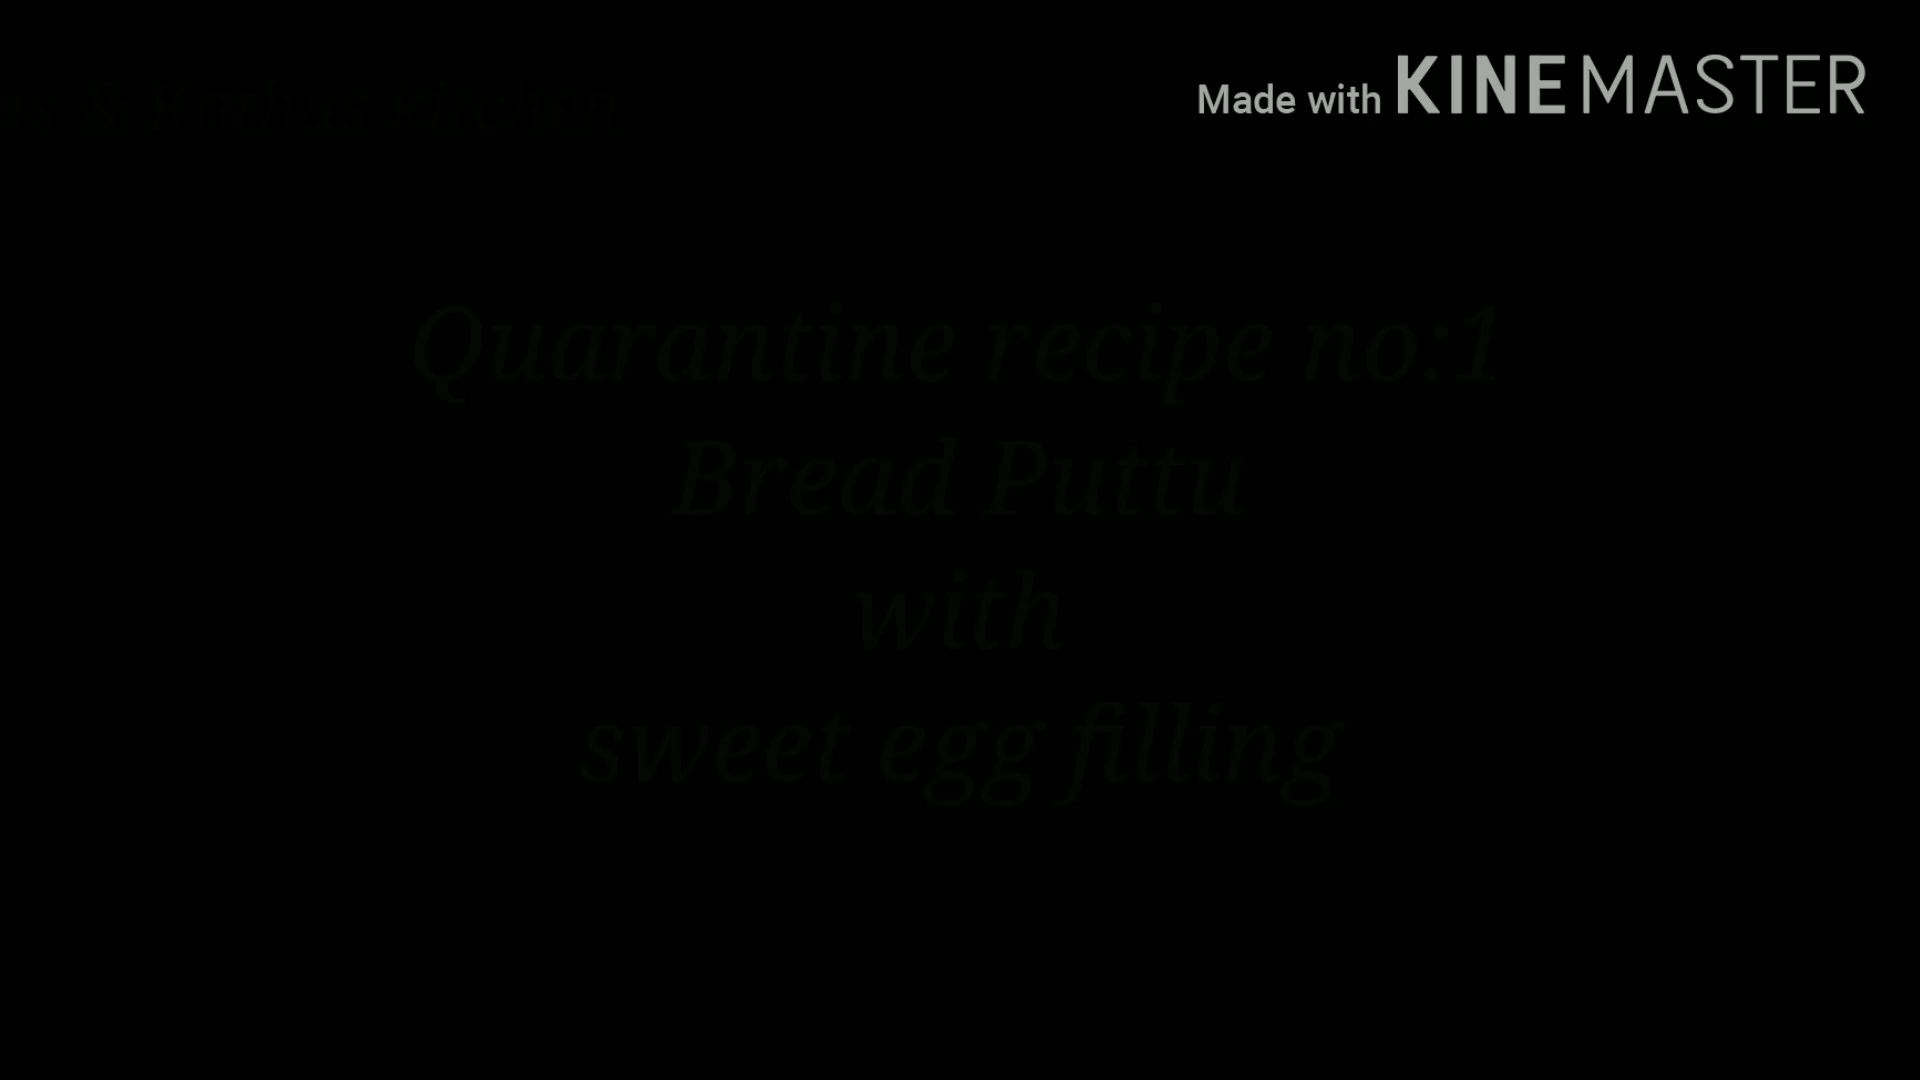 Made with KINEMASTER
Quarantine recipe no:1
Bread Puttu
with
sweet egg filling